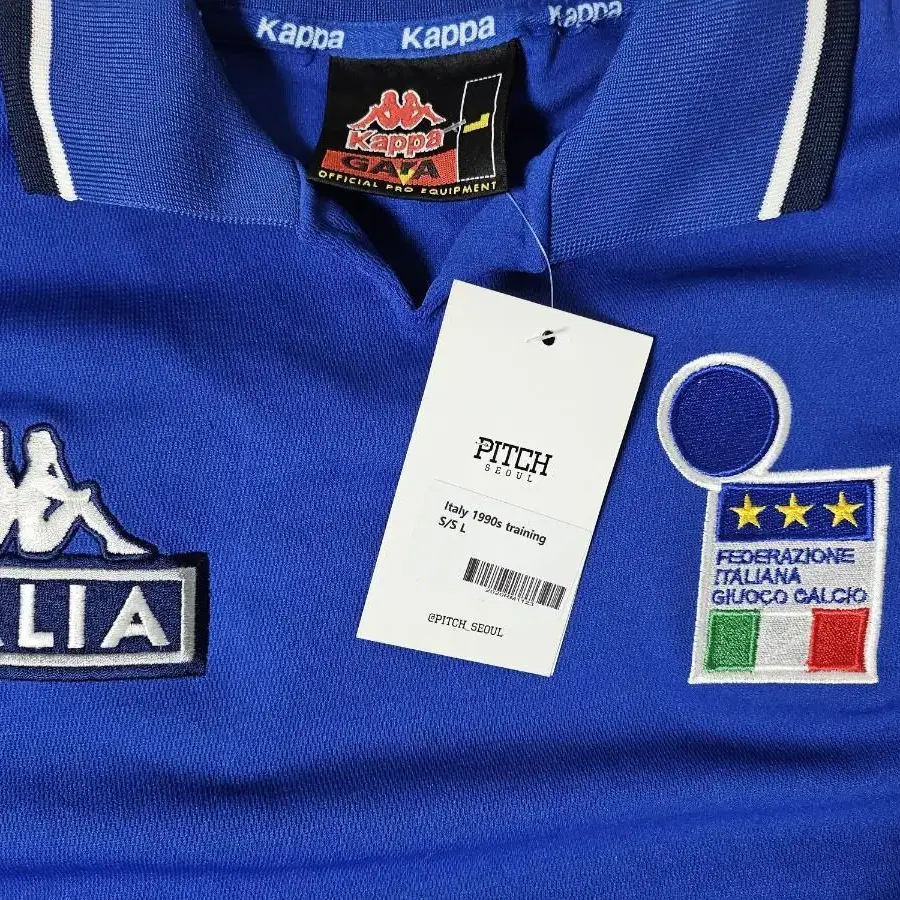 Kappa Kappa Kappa
Kappa
GARA
OFFICIAL PRO EQUIPMENT
PITCH
SEOUL
Italy 1990s training
S/S L
@PITCH_SEOUL
ALIA
FEDERAZIONE
ITALIANA
GIUOCO CALCIO